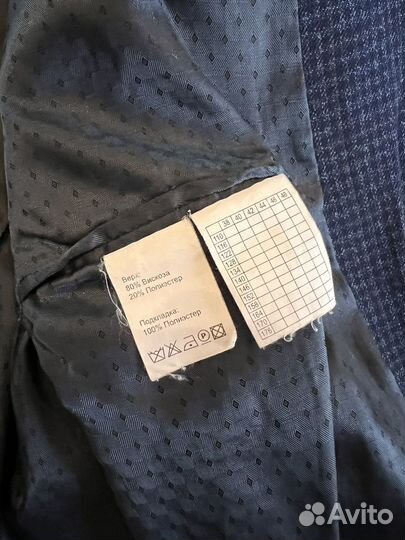 Верх:
80% Вискоза
20% Полиэстер
Подкладка:
100% Полиэстер
P
38 40 42 44 46 48
110
116
122
128
134
140
146
152
158
164
170
176
Avito